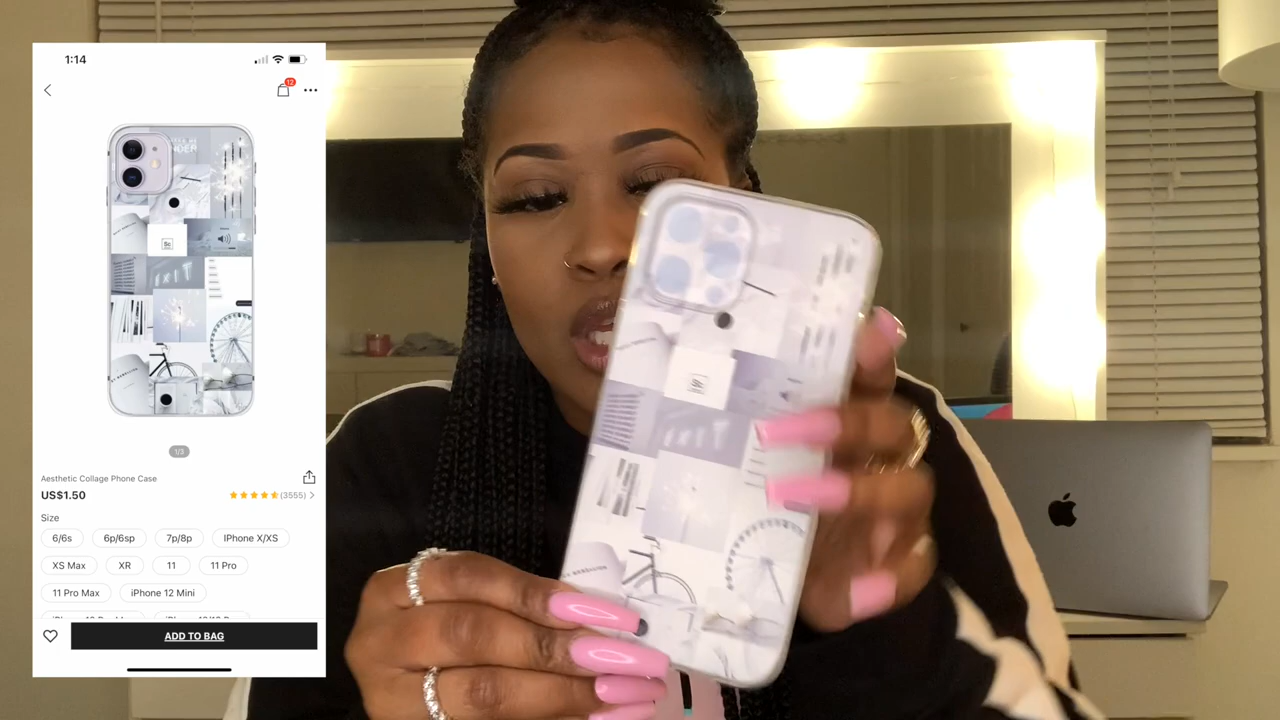 1:14
12
Sc
1/3
Aesthetic Collage Phone Case
US$1.50
(3555)
Size
6/6s
6p/6sp
7p/8p
IPhone X/XS
XS Max
XR
11
11 Pro
11 Pro Max
iPhone 12 Mini
ADD TO BAG